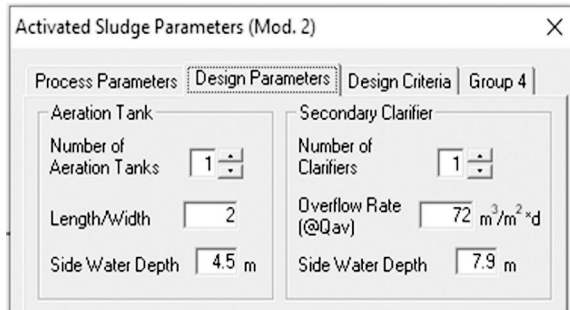 Activated Sludge Parameters (Mod. 2)
Process Parameters Design Parameters Design Criteria Group 4
Aeration Tank
Number of
Aeration Tanks 1
Length/Width 2
Side Water Depth 4.5 m
Secondary Clarifier
Number of
Clarifiers 1
Overflow Rate
(@Qav) 72 m³/m²*d
Side Water Depth 7.9 m